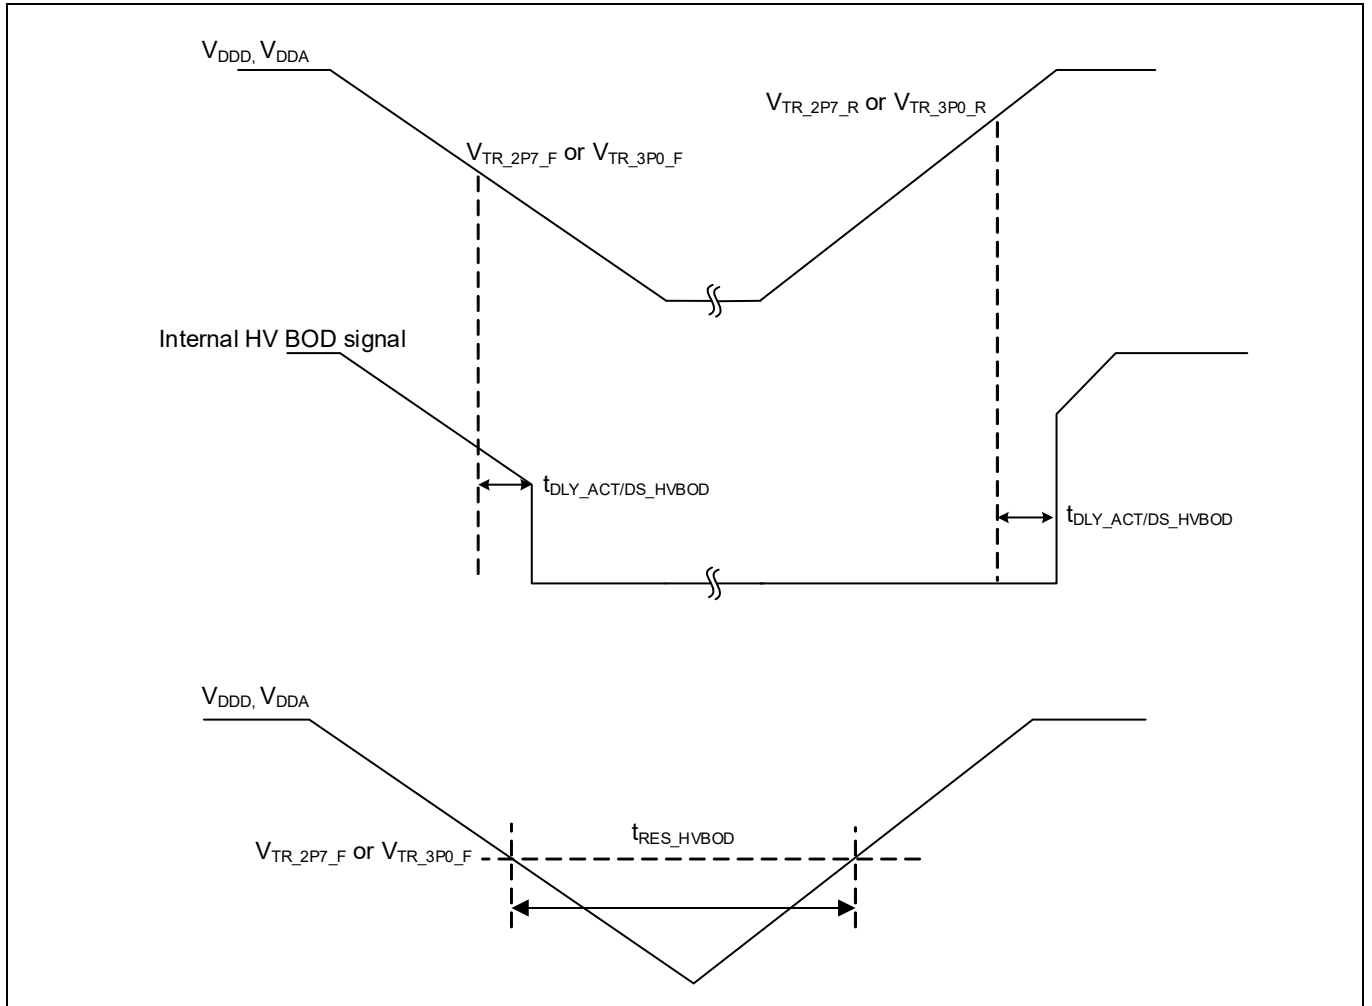 VDDD, VDDA
VTR_2P7_R or VTR_3P0_R
VTR_2P7_F or VTR_3P0_F
Internal HV BOD signal
tDLY_ACT/DS_HVBOD
tDLY_ACT/DS_HVBOD
VDDD, VDDA
tRES_HVBOD
VTR_2P7_F or VTR_3P0_F